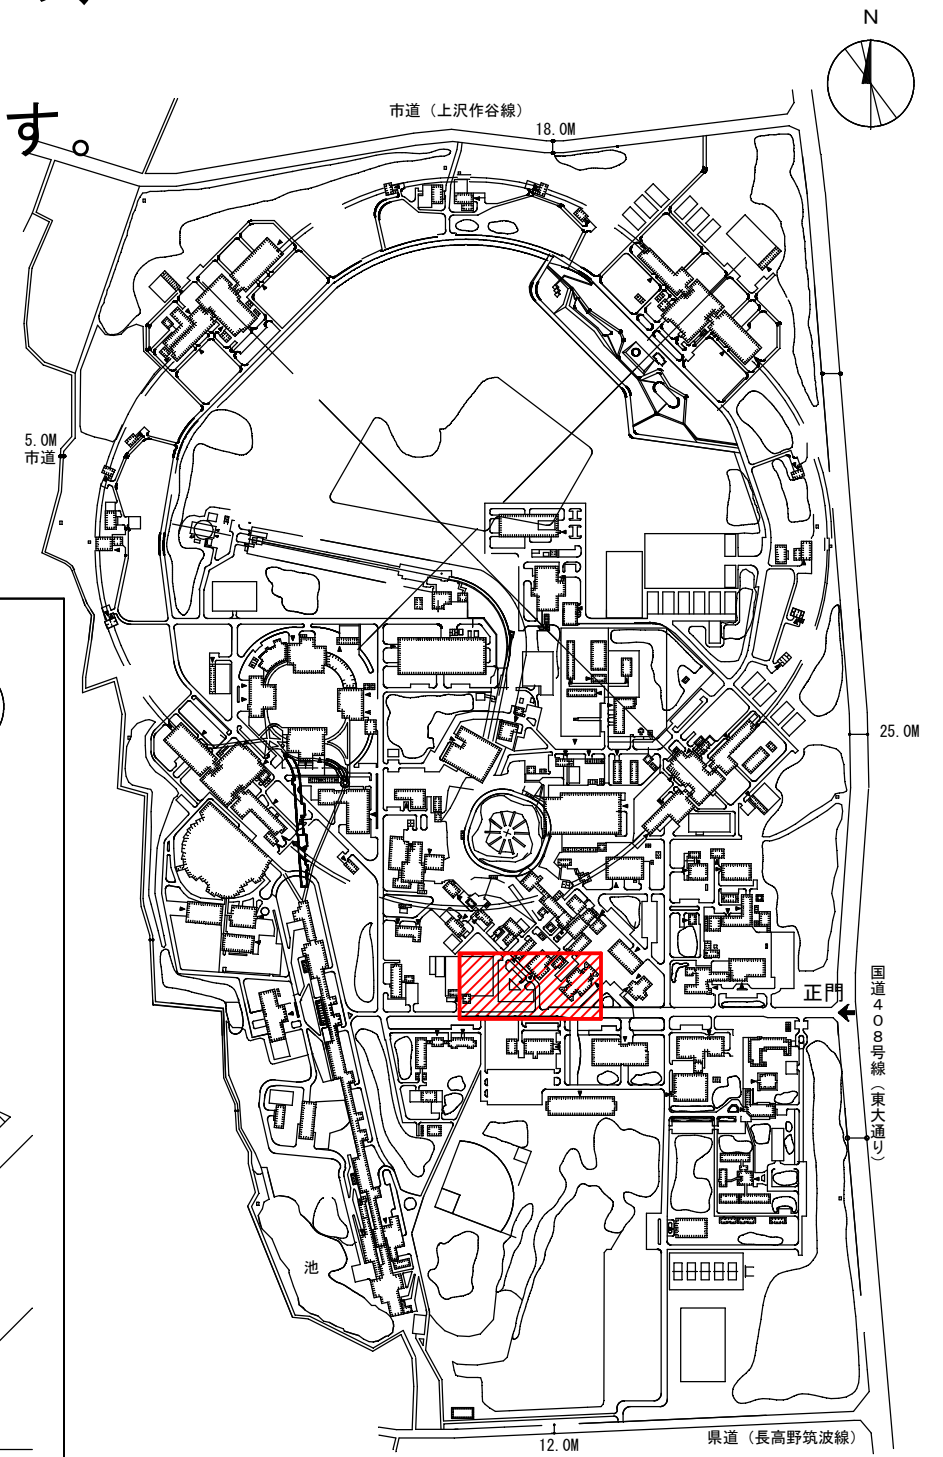 N
市道（上沢作谷線）
18.0M
す。
5.0M
市道
25.0M
正門
国道４０８号線（東大通り）
池
12.0M
県道（長高野筑波線）